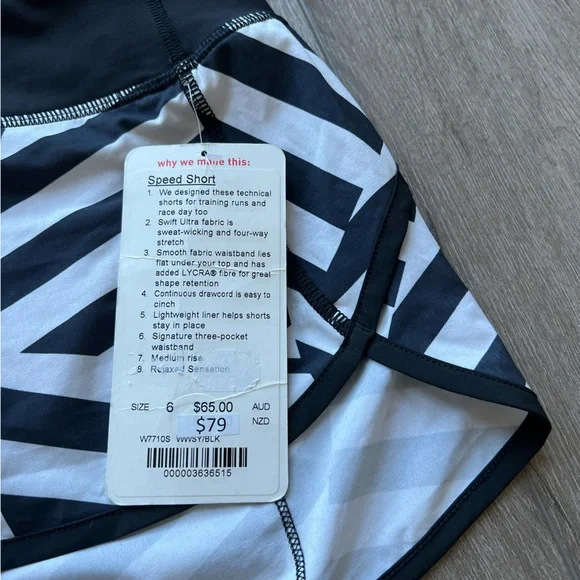 why we made this:
Speed Short
1. We designed these technical
shorts for training runs and
race day too
2. Swift Ultra fabric is
sweat-wicking and four-way
stretch
3. Smooth fabric waistband lies
flat under your top and has
added LYCRA® fibre for great
shape retention
4. Continuous drawcord is easy to
cinch
5. Lightweight liner helps shorts
stay in place
6. Signature three-pocket
waistband
7. Medium rise
8. Relaxed Sensation
SIZE 6 $65.00 AUD
$79 NZD
W7710S WWSY/BLK
000003636515